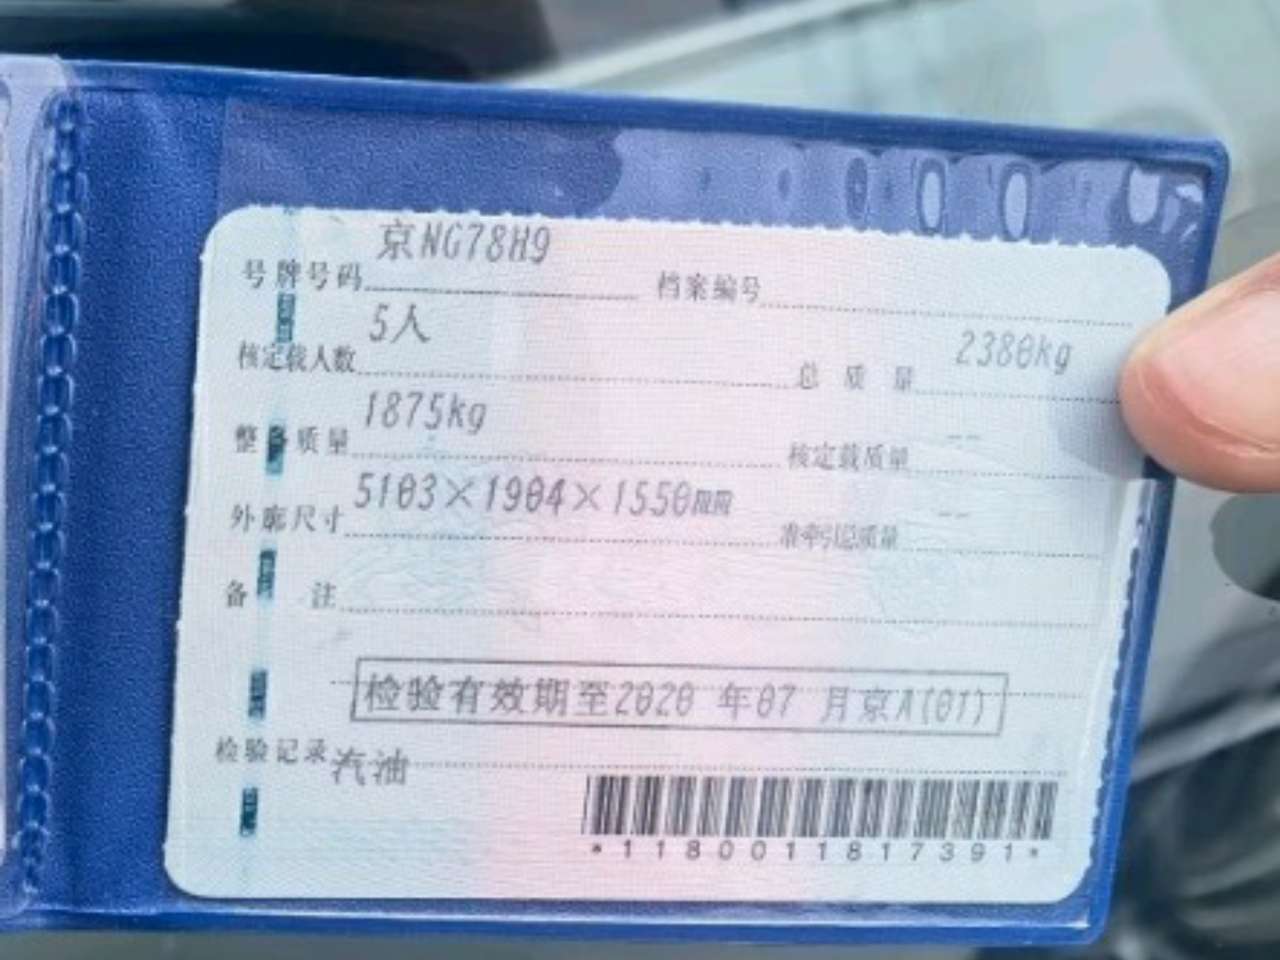 号牌号码 京NG78H9 档案编号
核定载人数 5人 总质量 2380kg
整备质量 1875kg 核定载质量 --
外廓尺寸 5103×1904×1550mm 准牵引总质量 --
备注
检验有效期至2020 年07 月京A(01)
检验记录 汽油
*1180011817391*